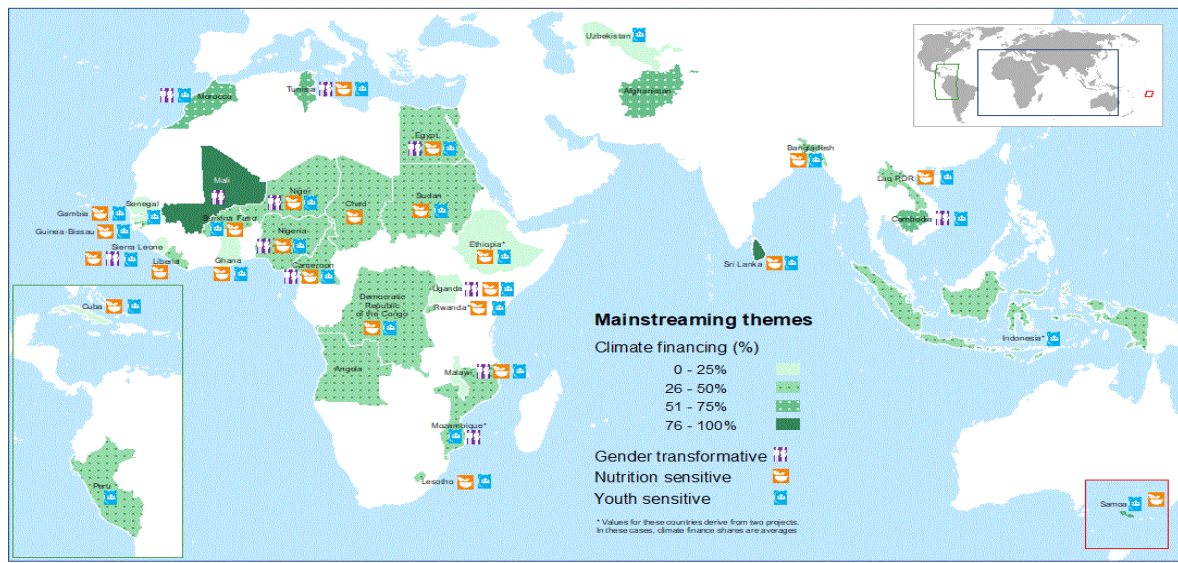 Uzbekistan
Morocco
Tunisia
Afghanistan
Egypt
Bangladesh
Mali
Niger
Chad
Sudan
Lao PDR
Gambia
Senegal
Burkina Faso
Cambodia
Guinea-Bissau
Nigeria
Sierra Leone
Liberia
Ghana
Cameroon
Ethiopia*
Sri Lanka
Uganda
Rwanda*
Cuba
Democratic
Republic
of the Congo
Indonesia*
Angola
Malawi
Mozambique*
Lesotho
Peru
Samoa
Mainstreaming themes
Climate financing (%)
0 - 25%
26 - 50%
51 - 75%
76 - 100%
Gender transformative
Nutrition sensitive
Youth sensitive
* Values for these countries derive from two projects.
In these cases, climate finance shares are averages